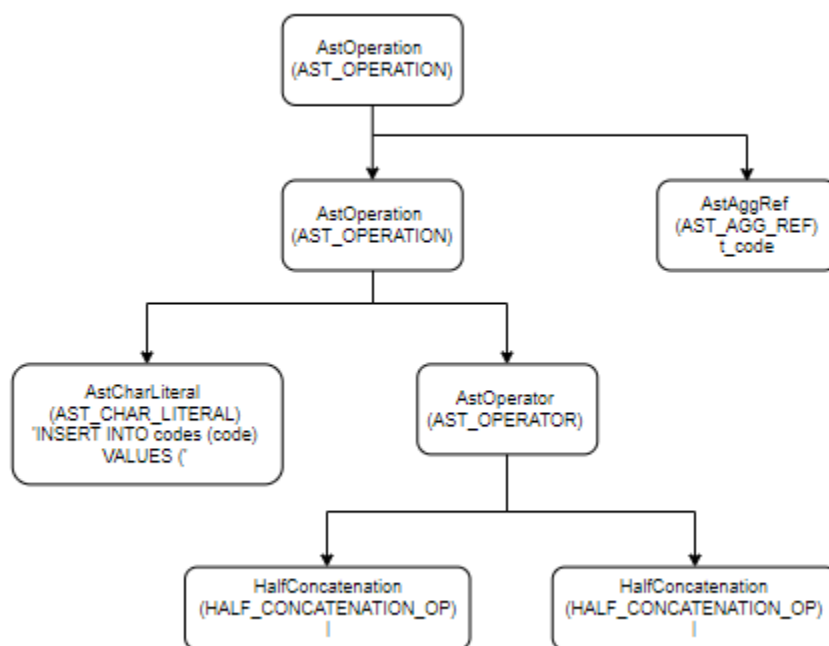 AstOperation
(AST_OPERATION)
AstOperation
(AST_OPERATION)
AstAggRef
(AST_AGG_REF)
t_code
AstCharLiteral
(AST_CHAR_LITERAL)
'INSERT INTO codes (code)
VALUES ('
AstOperator
(AST_OPERATOR)
HalfConcatenation
(HALF_CONCATENATION_OP)
|
HalfConcatenation
(HALF_CONCATENATION_OP)
|